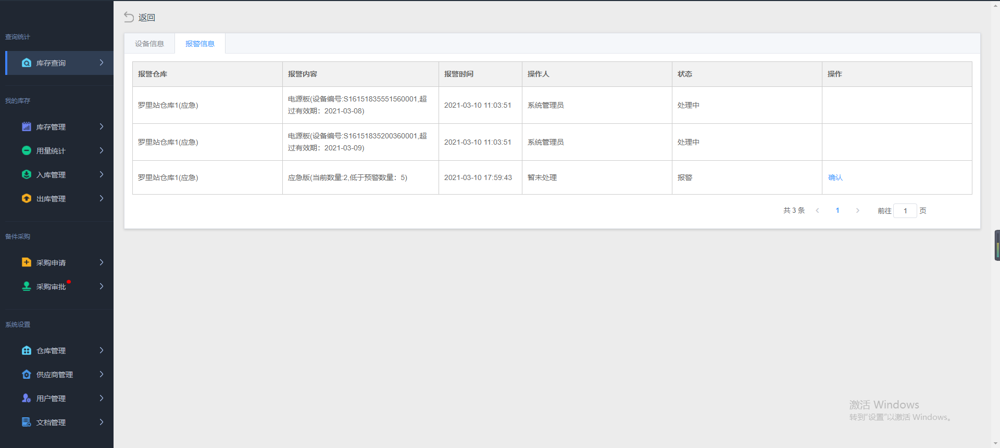 返回
查询统计
库存查询
我的库存
库存管理
用量统计
入库管理
出库管理
备件采购
采购申请
采购审批
系统设置
仓库管理
供应商管理
用户管理
文档管理
设备信息
报警信息
报警仓库 报警内容 报警时间 操作人 状态 操作
罗里站仓库1(应急) 电源板(设备编号:S16151835551560001,超 2021-03-10 11:03:51 系统管理员 处理中
过有效期：2021-03-08)
罗里站仓库1(应急) 电源板(设备编号:S16151835200360001,超 2021-03-10 11:03:51 系统管理员 处理中
过有效期：2021-03-09)
罗里站仓库1(应急) 应急版(当前数量:2,低于预警数量：5) 2021-03-10 17:59:43 暂未处理 报警 确认
共 3 条 1 前往 1 页
激活 Windows
转到“设置”以激活 Windows。